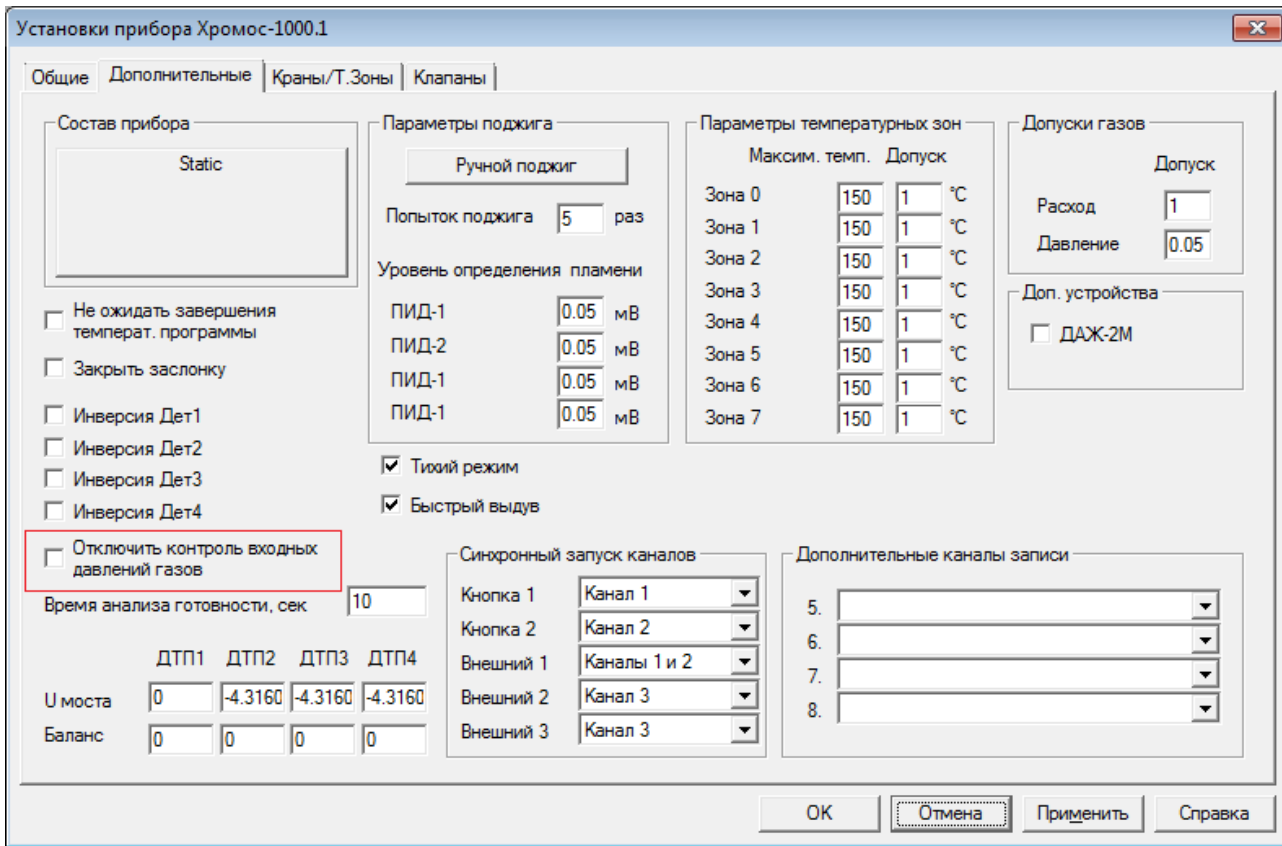 Установки прибора Хромос-1000.1
Общие Дополнительные Краны/Т.Зоны Клапаны
Состав прибора
Static
Не ожидать завершения
температ. программы
Закрыть заслонку
Инверсия Дет1
Инверсия Дет2
Инверсия Дет3
Инверсия Дет4
Отключить контроль входных
давлений газов
Время анализа готовности, сек 10
ДТП1 ДТП2 ДТП3 ДТП4
U моста 0 -4.3160 -4.3160 -4.3160
Баланс 0 0 0 0
Параметры поджига
Ручной поджиг
Попыток поджига 5 раз
Уровень определения пламени
ПИД-1 0.05 мВ
ПИД-2 0.05 мВ
ПИД-1 0.05 мВ
ПИД-1 0.05 мВ
Тихий режим
Быстрый выдув
Параметры температурных зон
Максим. темп. Допуск
Зона 0 150 1 °C
Зона 1 150 1 °C
Зона 2 150 1 °C
Зона 3 150 1 °C
Зона 4 150 1 °C
Зона 5 150 1 °C
Зона 6 150 1 °C
Зона 7 150 1 °C
Допуски газов
Допуск
Расход 1
Давление 0.05
Доп. устройства
ДАЖ-2М
Синхронный запуск каналов
Кнопка 1 Канал 1
Кнопка 2 Канал 2
Внешний 1 Каналы 1 и 2
Внешний 2 Канал 3
Внешний 3 Канал 3
Дополнительные каналы записи
5.
6.
7.
8.
OK Отмена Применить Справка